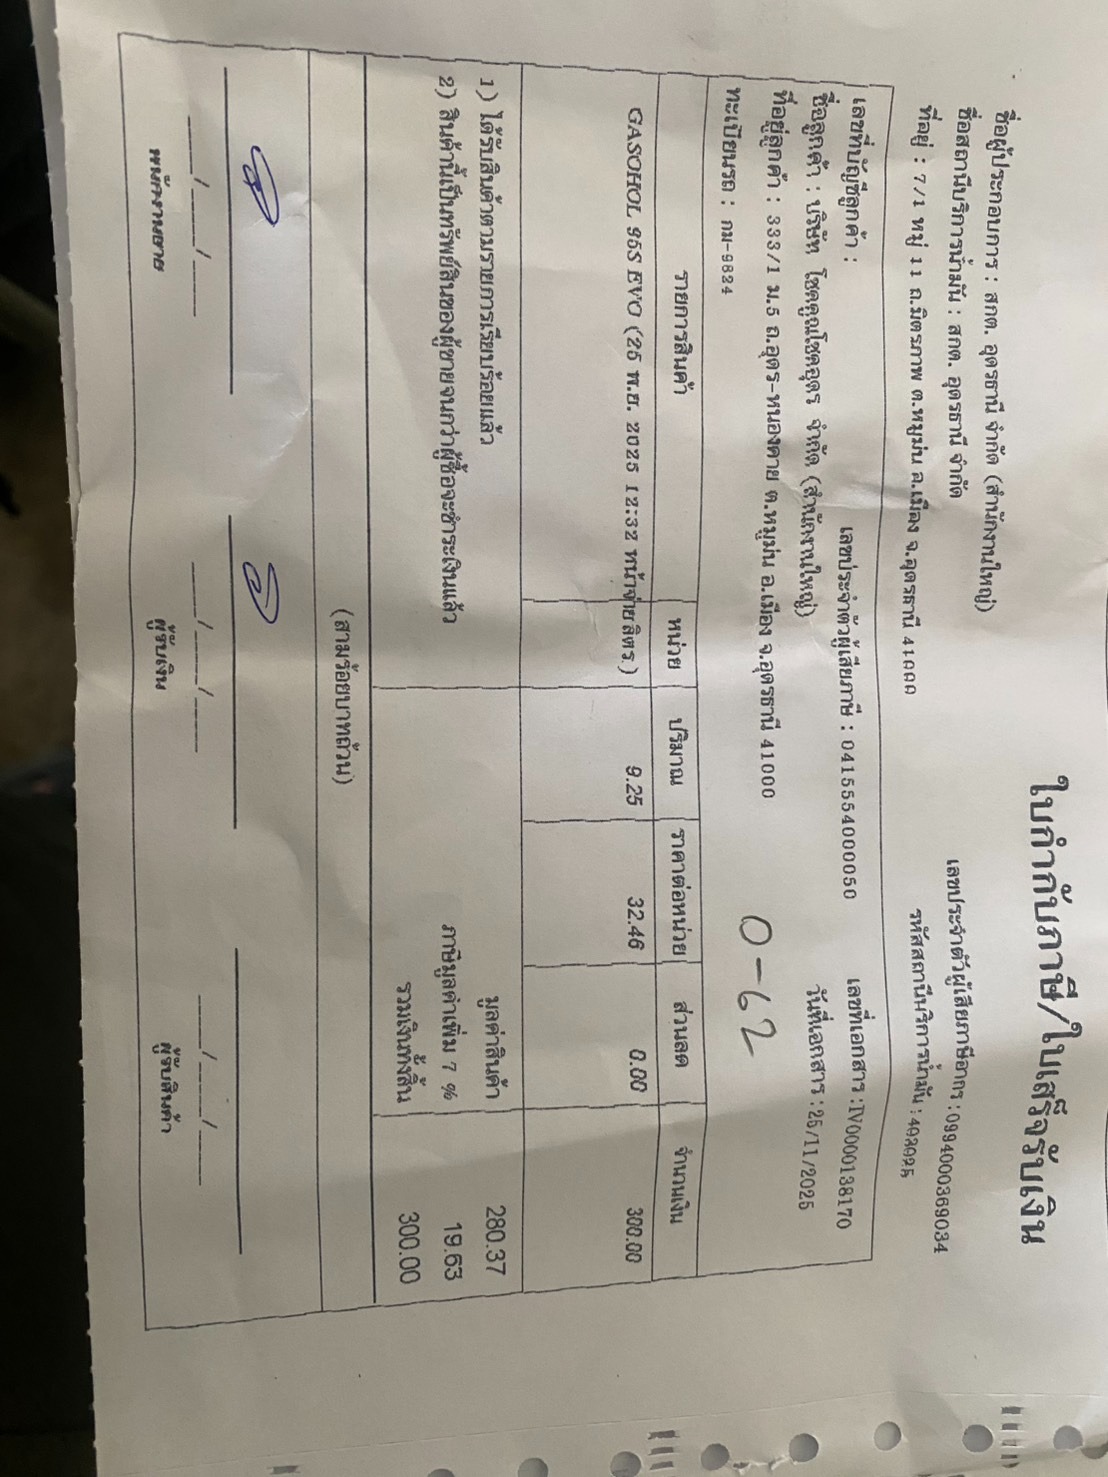 ใบกำกับภาษี/ใบเสร็จรับเงิน
ชื่อผู้ประกอบการ : สกต. อุดรธานี จำกัด (สำนักงานใหญ่)
เลขประจำตัวผู้เสียภาษีอากร : 0994000369034
ชื่อสถานีบริการน้ำมัน : สกต. อุดรธานี จำกัด
รหัสสถานีบริการน้ำมัน :
ที่อยู่ : 7/1 หมู่ 11 ถ.มิตรภาพ ต.หมูม่น อ.เมือง จ.อุดรธานี 41000
เลขที่บัญชีลูกค้า : เลขประจำตัวผู้เสียภาษี : 0415554000050 เลขที่เอกสาร : IV0000138170
ชื่อลูกค้า : บริษัท โชคคูณโชคอุดร จำกัด (สำนักงานใหญ่) วันที่เอกสาร : 25/11/2025
ที่อยู่ลูกค้า : 333/1 ม.5 ถ.อุดร-หนองคาย ต.หมูม่น อ.เมือง จ.อุดรธานี 41000
ทะเบียนรถ : กม-9824
0-62
รายการสินค้า หน่วย ปริมาณ ราคาต่อหน่วย ส่วนลด จำนวนเงิน
GASOHOL 95S EVO (25 พ.ย. 2025 12:32 หน้าจ่ายลิตร) 9.25 32.46 0.00 300.00
1) ได้รับสินค้าตามรายการเรียบร้อยแล้ว มูลค่าสินค้า 280.37
2) สินค้านี้เป็นทรัพย์สินของผู้ขายจนกว่าผู้ซื้อจะชำระเงินแล้ว ภาษีมูลค่าเพิ่ม 7 % 19.63
รวมเงินทั้งสิ้น 300.00
(สามร้อยบาทถ้วน)
___/___/___ ___/___/___ ___/___/___
พนักงานขาย ผู้รับเงิน ผู้รับสินค้า